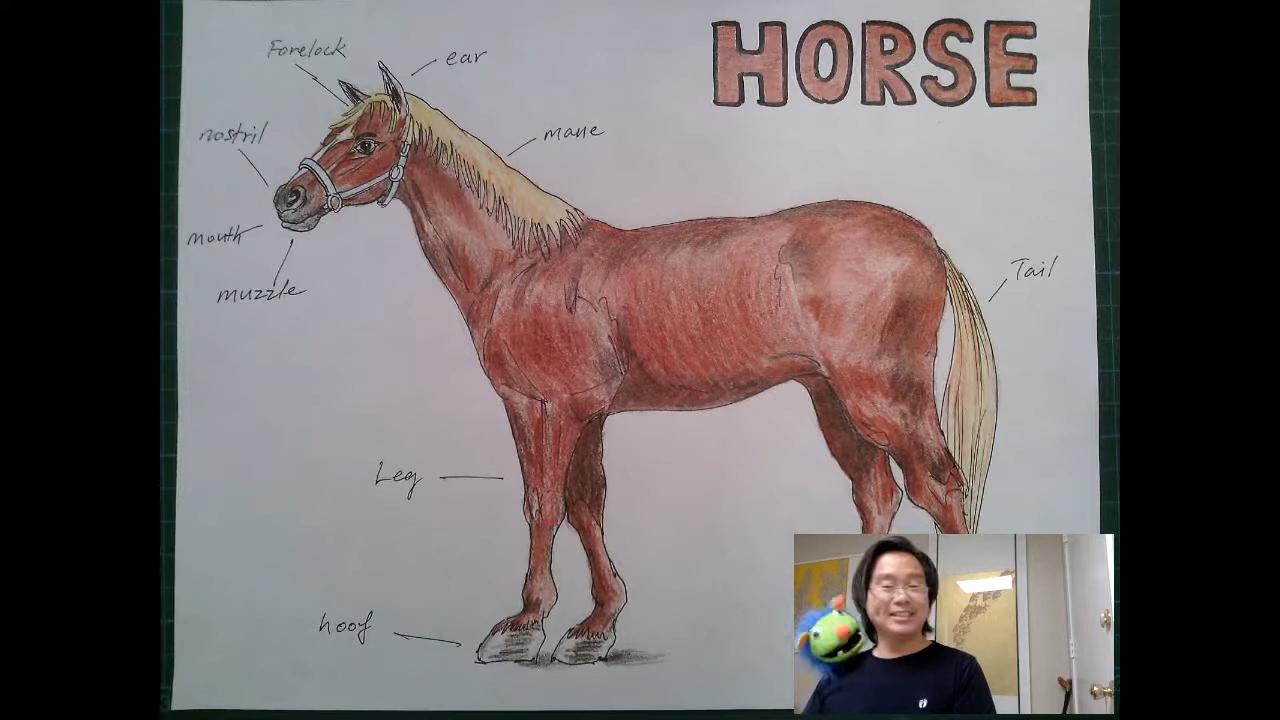 HORSE
Forelock
ear
nostril
mane
mouth
muzzle
Tail
Leg
hoof